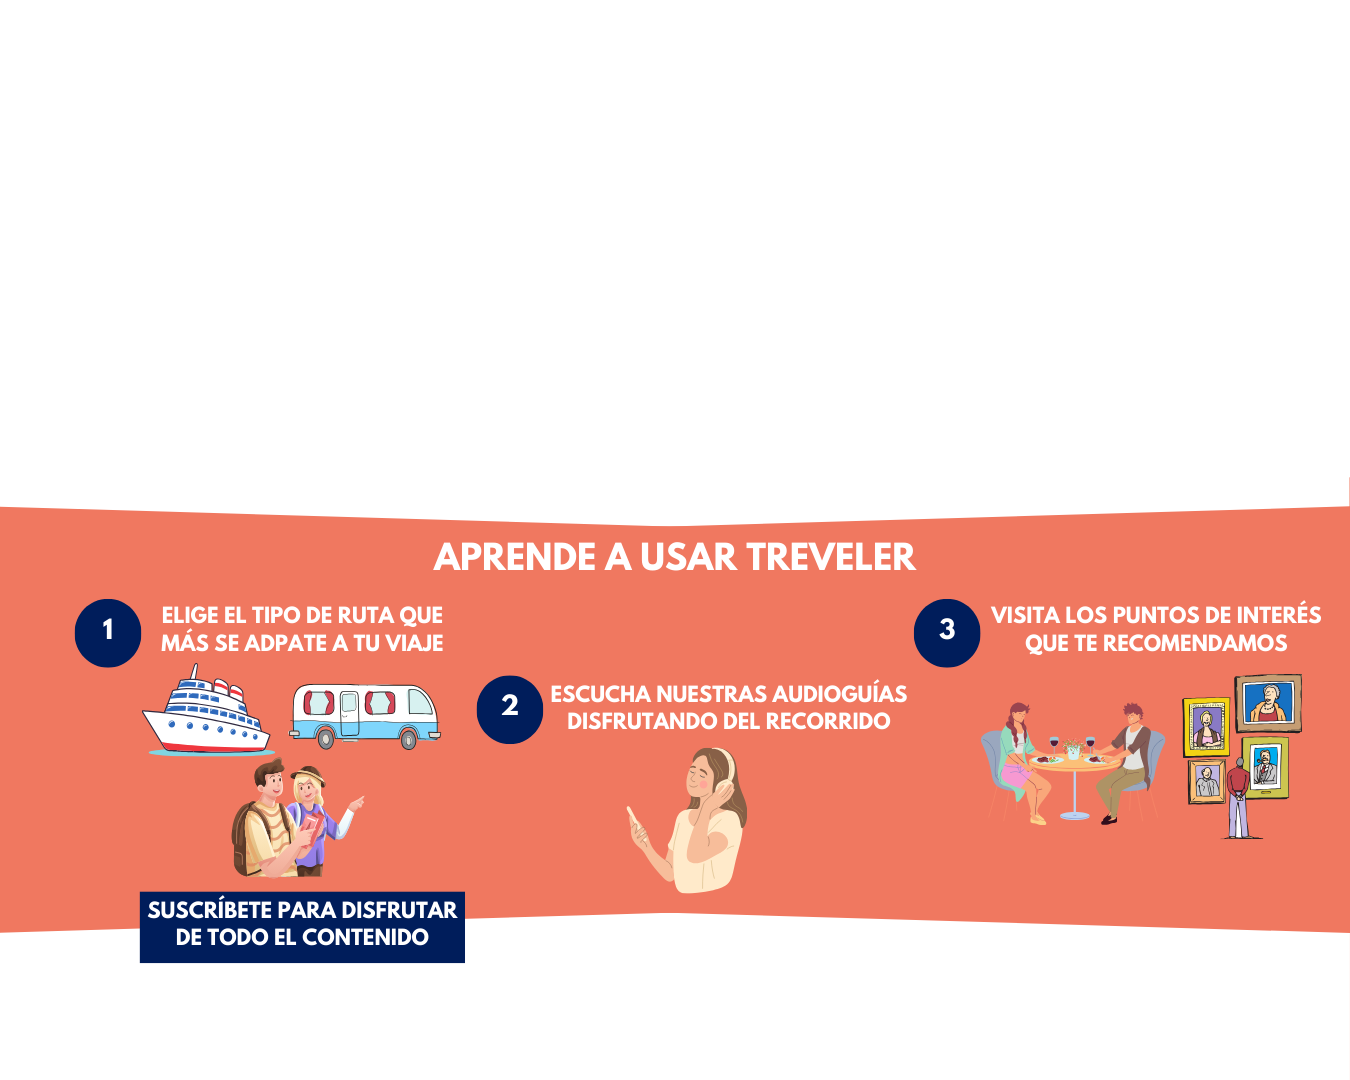 APRENDE A USAR TREVELER
1
ELIGE EL TIPO DE RUTA QUE
MÁS SE ADPATE A TU VIAJE
2
ESCUCHA NUESTRAS AUDIOGUÍAS
DISFRUTANDO DEL RECORRIDO
3
VISITA LOS PUNTOS DE INTERÉS
QUE TE RECOMENDAMOS
SUSCRÍBETE PARA DISFRUTAR
DE TODO EL CONTENIDO